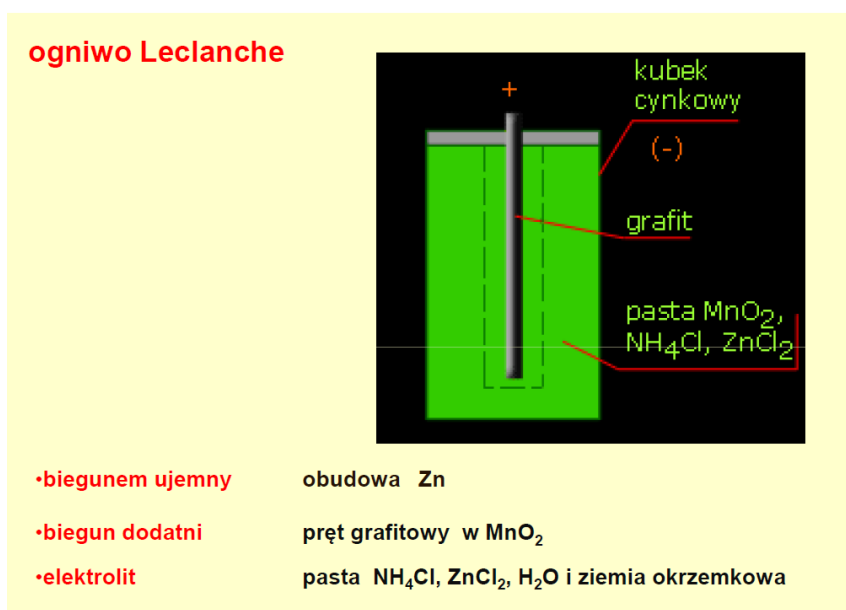 ogniwo Leclanche
+
kubek
cynkowy
(-)
grafit
pasta MnO₂,
NH₄Cl, ZnCl₂
•biegunem ujemny obudowa Zn
•biegun dodatni pręt grafitowy w MnO₂
•elektrolit pasta NH₄Cl, ZnCl₂, H₂O i ziemia okrzemkowa